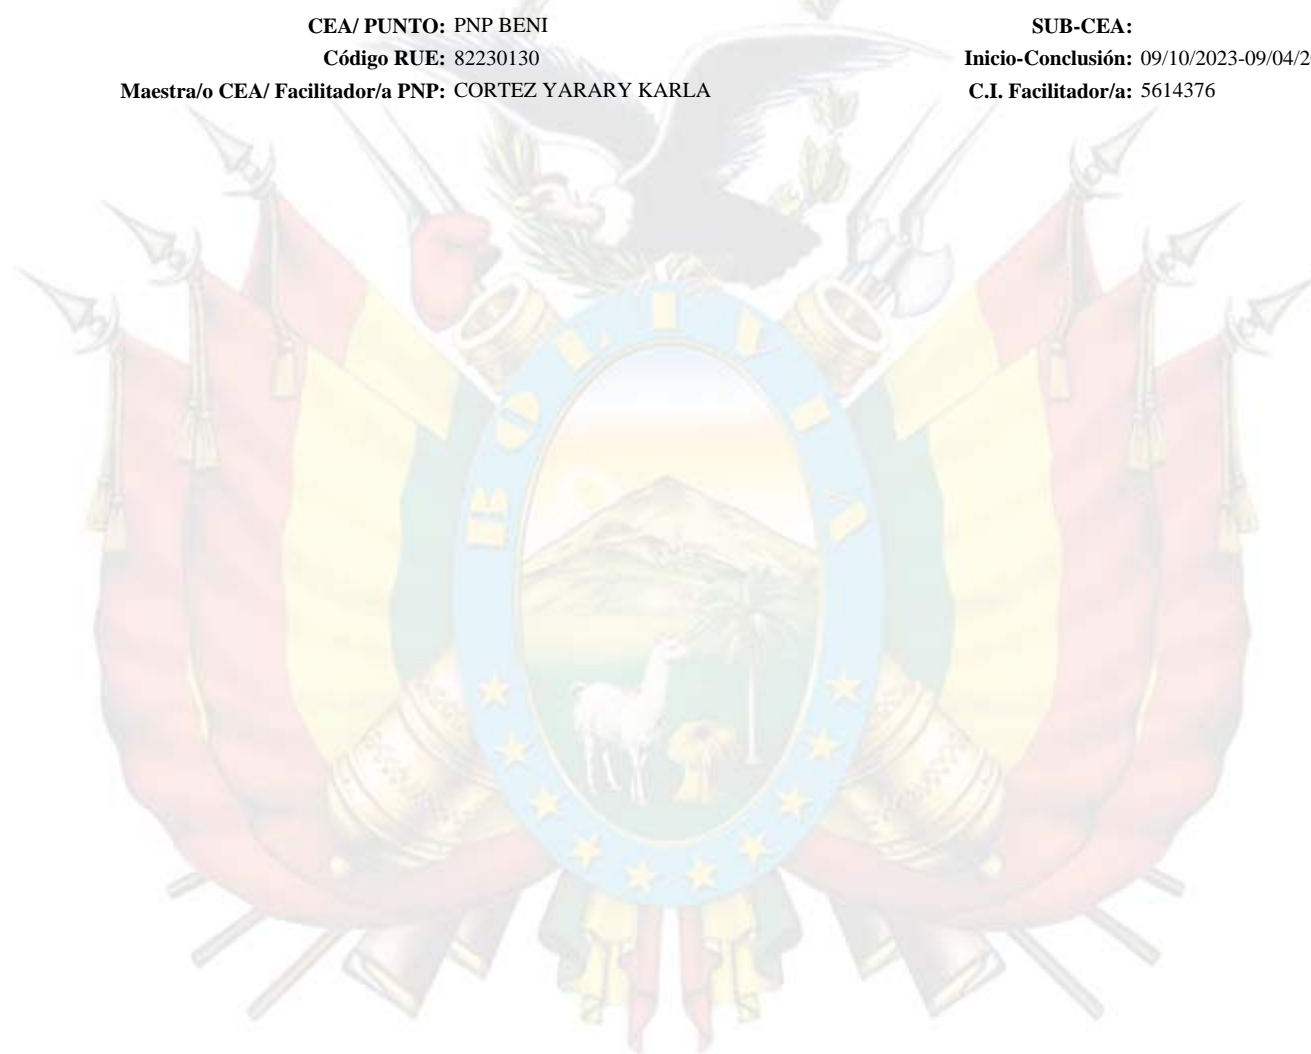 CEA/ PUNTO: PNP BENI SUB-CEA:
Código RUE: 82230130 Inicio-Conclusión: 09/10/2023-09/04/2
Maestra/o CEA/ Facilitador/a PNP: CORTEZ YARARY KARLA C.I. Facilitador/a: 5614376
BOLIVIA